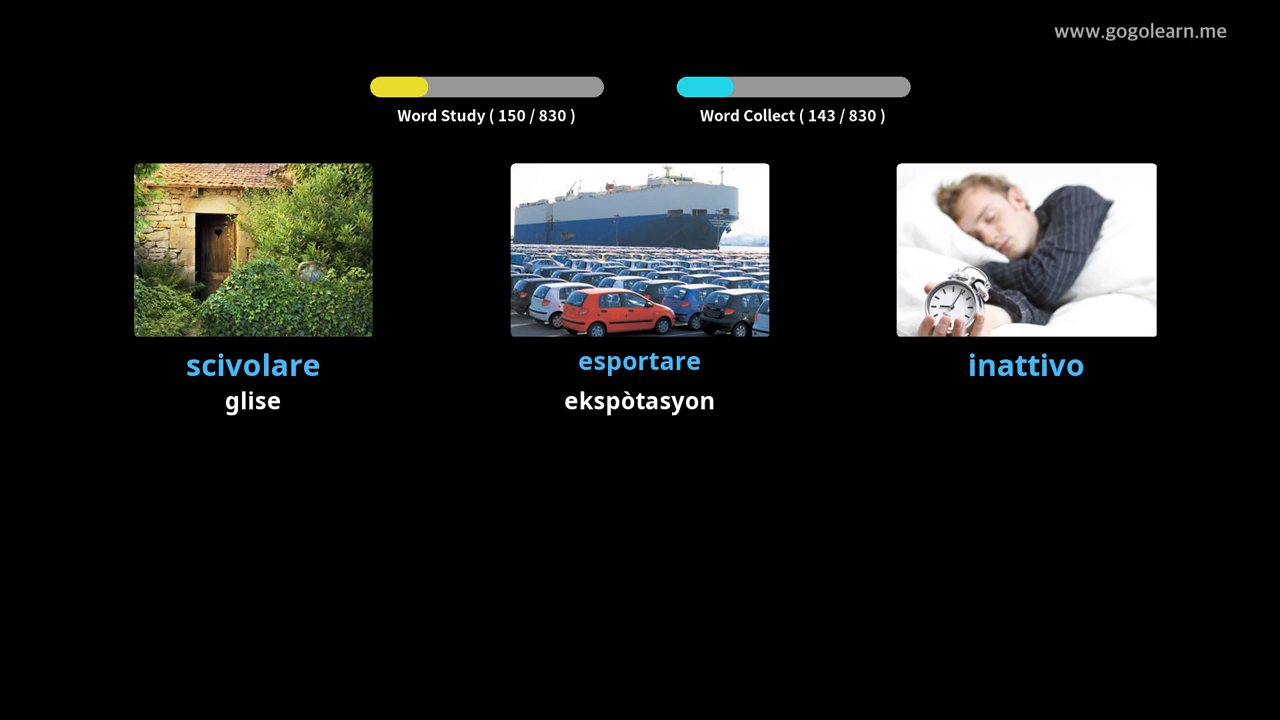 www.gogolearn.me
Word Study ( 150 / 830 )
Word Collect ( 143 / 830 )
scivolare
glise
esportare
ekspòtasyon
inattivo